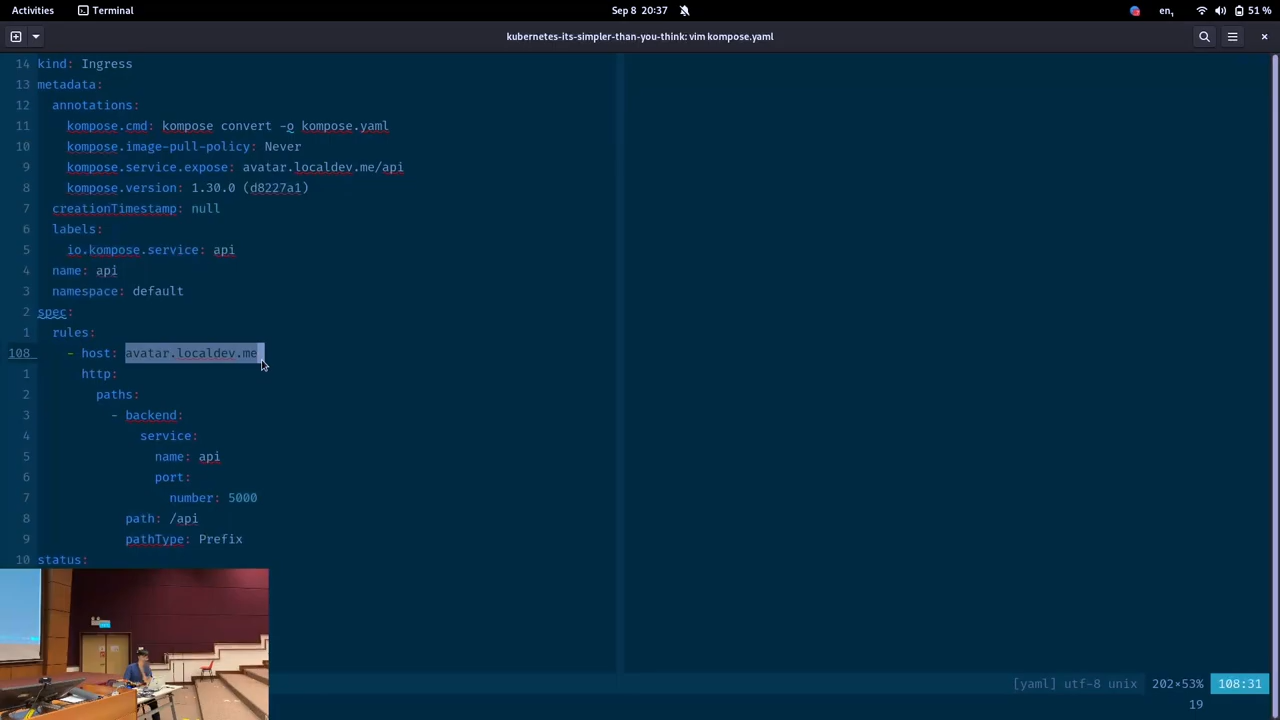 Activities
Terminal
Sep 8 20:37
en,
51 %
kubernetes-its-simpler-than-you-think: vim kompose.yaml
14 kind: Ingress
13 metadata:
12 annotations:
11 kompose.cmd: kompose convert -o kompose.yaml
10 kompose.image-pull-policy: Never
9 kompose.service.expose: avatar.localdev.me/api
8 kompose.version: 1.30.0 (d8227a1)
7 creationTimestamp: null
6 labels:
5 io.kompose.service: api
4 name: api
3 namespace: default
2 spec:
1 rules:
108 - host: avatar.localdev.me
1 http:
2 paths:
3 - backend:
4 service:
5 name: api
6 port:
7 number: 5000
8 path: /api
9 pathType: Prefix
10 status:
[yaml] utf-8 unix 202×53% 108:31
19